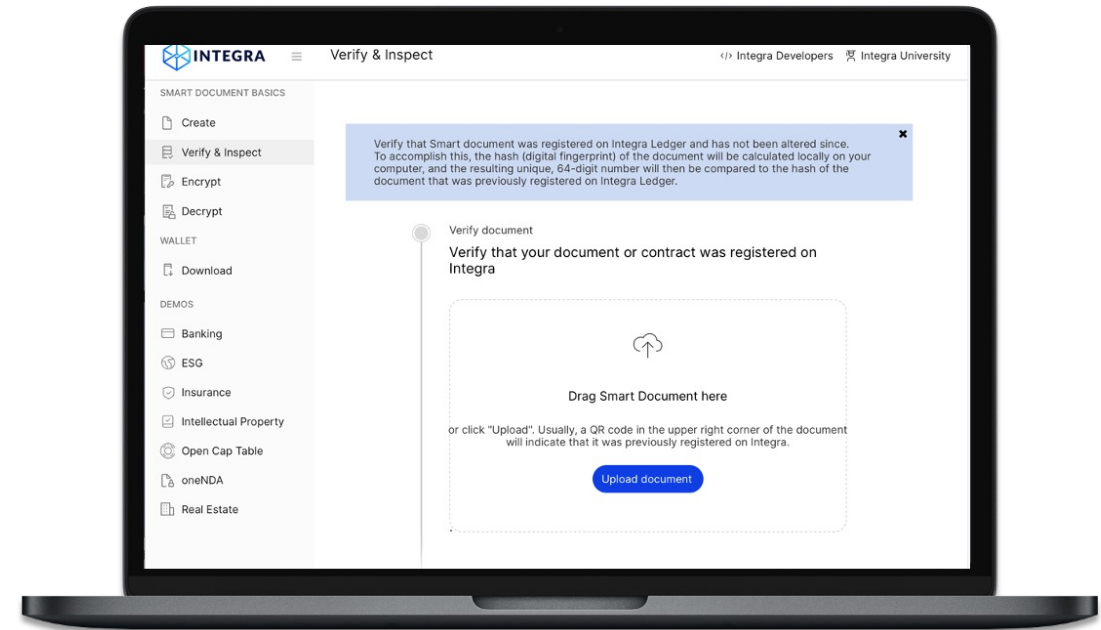 INTEGRA
Verify & Inspect
</> Integra Developers
Integra University
SMART DOCUMENT BASICS
Create
Verify & Inspect
Encrypt
Decrypt
WALLET
Download
DEMOS
Banking
ESG
Insurance
Intellectual Property
Open Cap Table
oneNDA
Real Estate
Verify that Smart document was registered on Integra Ledger and has not been altered since.
To accomplish this, the hash (digital fingerprint) of the document will be calculated locally on your
computer, and the resulting unique, 64-digit number will then be compared to the hash of the
document that was previously registered on Integra Ledger.
Verify document
Verify that your document or contract was registered on
Integra
Drag Smart Document here
or click "Upload". Usually, a QR code in the upper right corner of the document
will indicate that it was previously registered on Integra.
Upload document